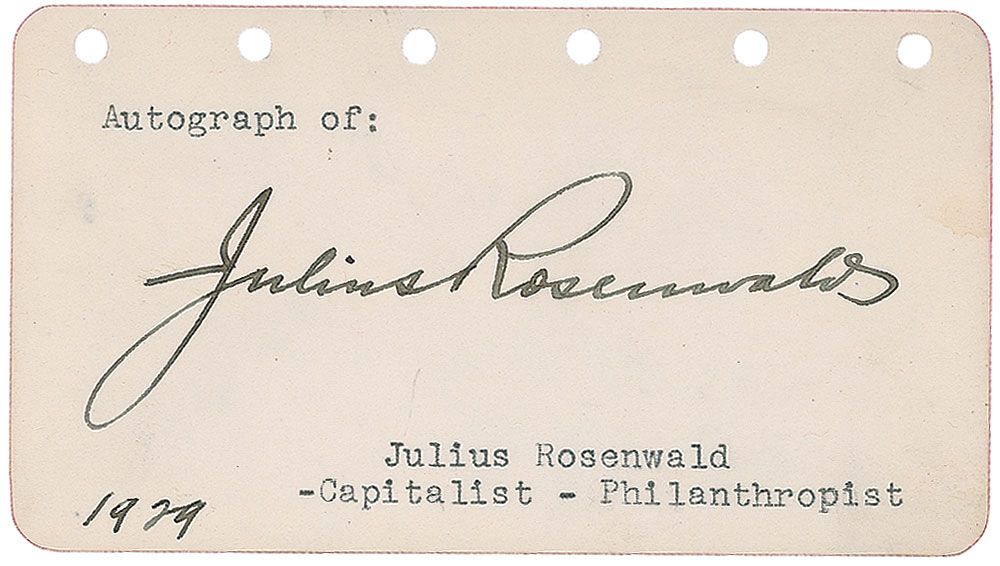 Autograph of:
Julius Rosenwald
Julius Rosenwald
-Capitalist - Philanthropist
1929